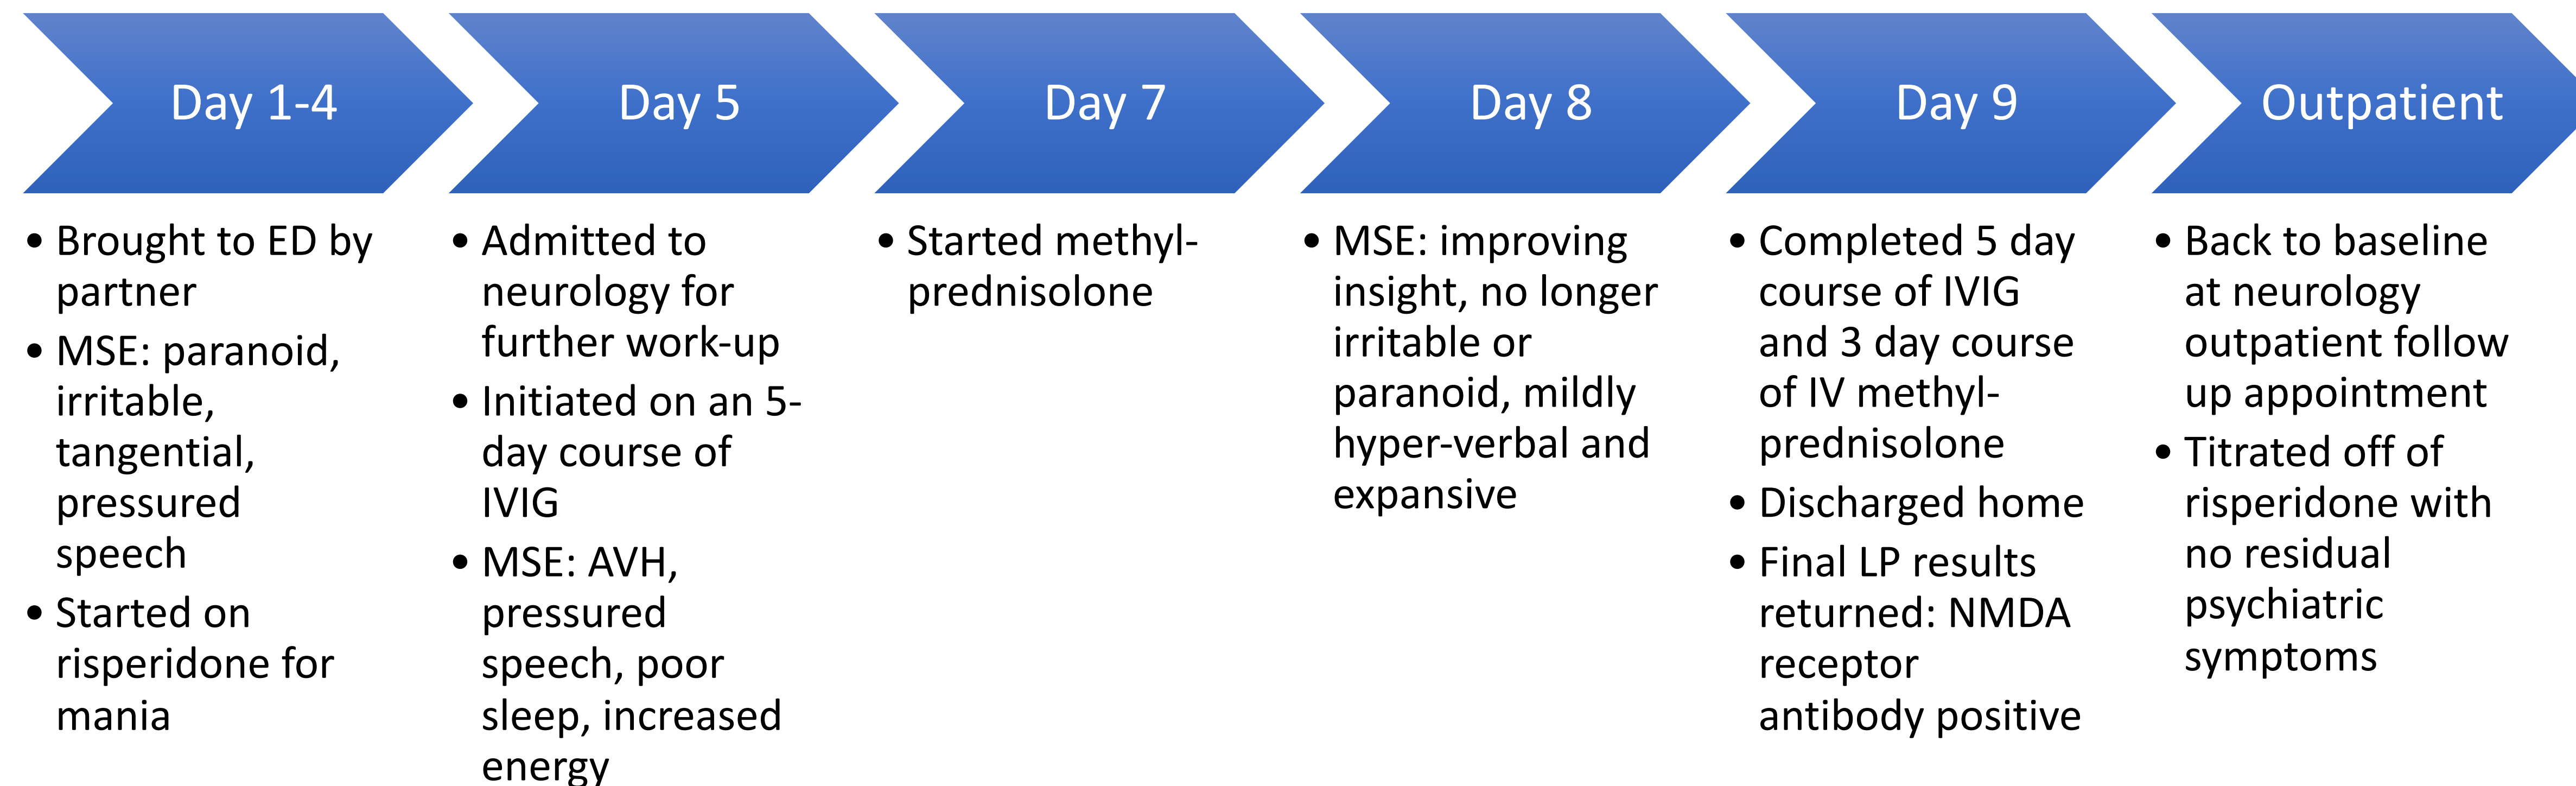 Day 1-4
• Brought to ED by
partner
• MSE: paranoid,
irritable,
tangential,
pressured
speech
• Started on
risperidone for
mania
Day 5
• Admitted to
neurology for
further work-up
• Initiated on an 5-
day course of
IVIG
• MSE: AVH,
pressured
speech, poor
sleep, increased
energy
Day 7
• Started methyl-
prednisolone
Day 8
• MSE: improving
insight, no longer
irritable or
paranoid, mildly
hyper-verbal and
expansive
Day 9
• Completed 5 day
course of IVIG
and 3 day course
of IV methyl-
prednisolone
• Discharged home
• Final LP results
returned: NMDA
receptor
antibody positive
Outpatient
• Back to baseline
at neurology
outpatient follow
up appointment
• Titrated off of
risperidone with
no residual
psychiatric
symptoms